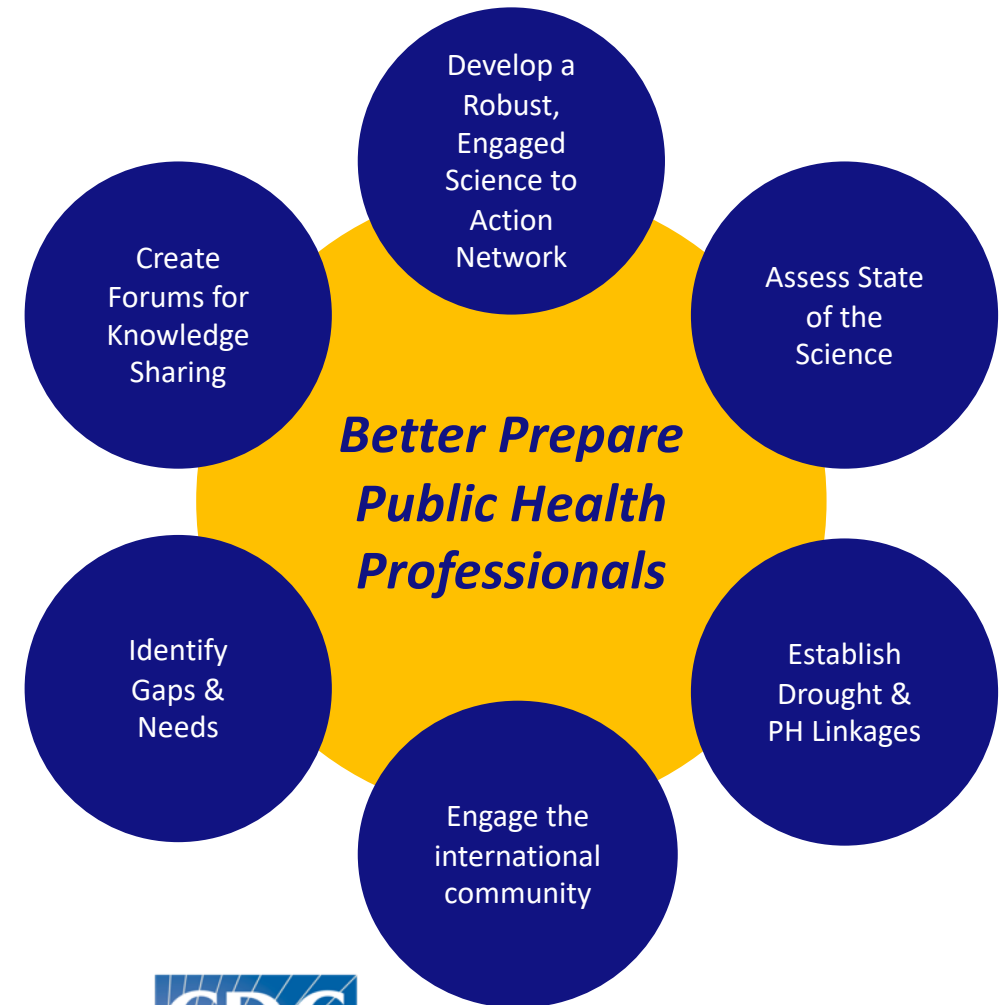 Develop a
Robust,
Engaged
Science to
Action
Network
Assess State
of the
Science
Establish
Drought &
PH Linkages
Engage the
international
community
Identify
Gaps &
Needs
Create
Forums for
Knowledge
Sharing
Better Prepare
Public Health
Professionals
CDC